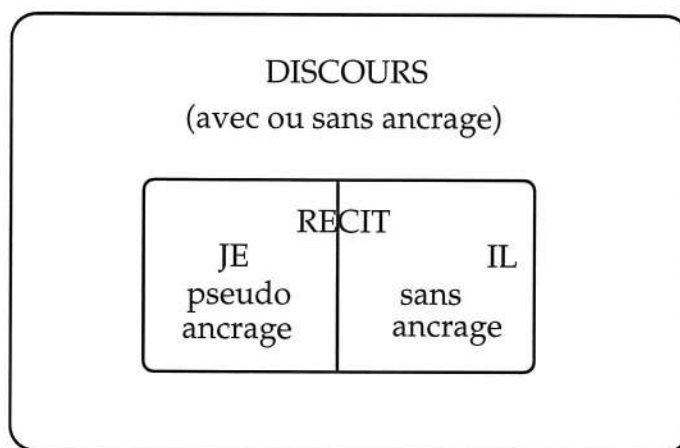 DISCOURS
(avec ou sans ancrage)
RECIT
JE IL
pseudo sans
ancrage ancrage